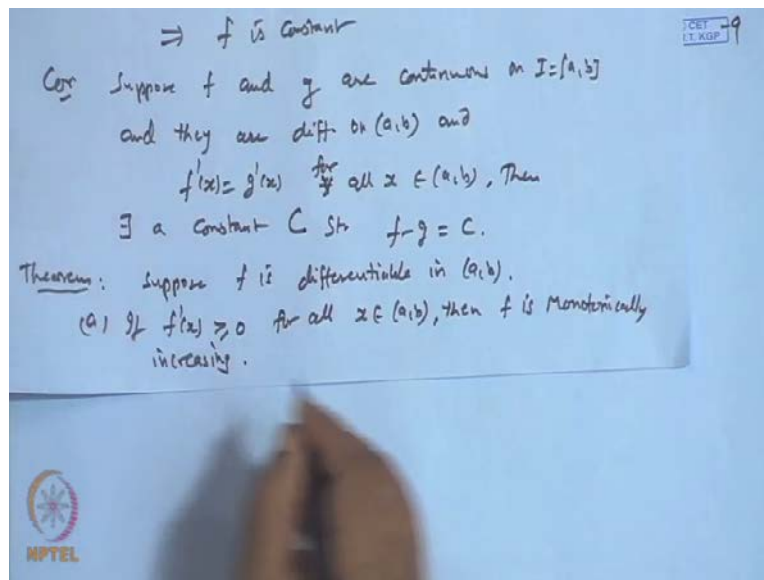 ⇒ f is constant
-9
CET
I.T. KGP
Cor Suppose f and g are continuous on I=[a,b]
and they are diff. on (a,b) and
f'(x) = g'(x) for all x ∈ (a,b), Then
∃ a constant C st. f-g = C.
Theorem: Suppose f is differentiable in (a,b).
(a) If f'(x) ≥ 0 for all x ∈ (a,b), then f is Monotonically
increasing.
NPTEL